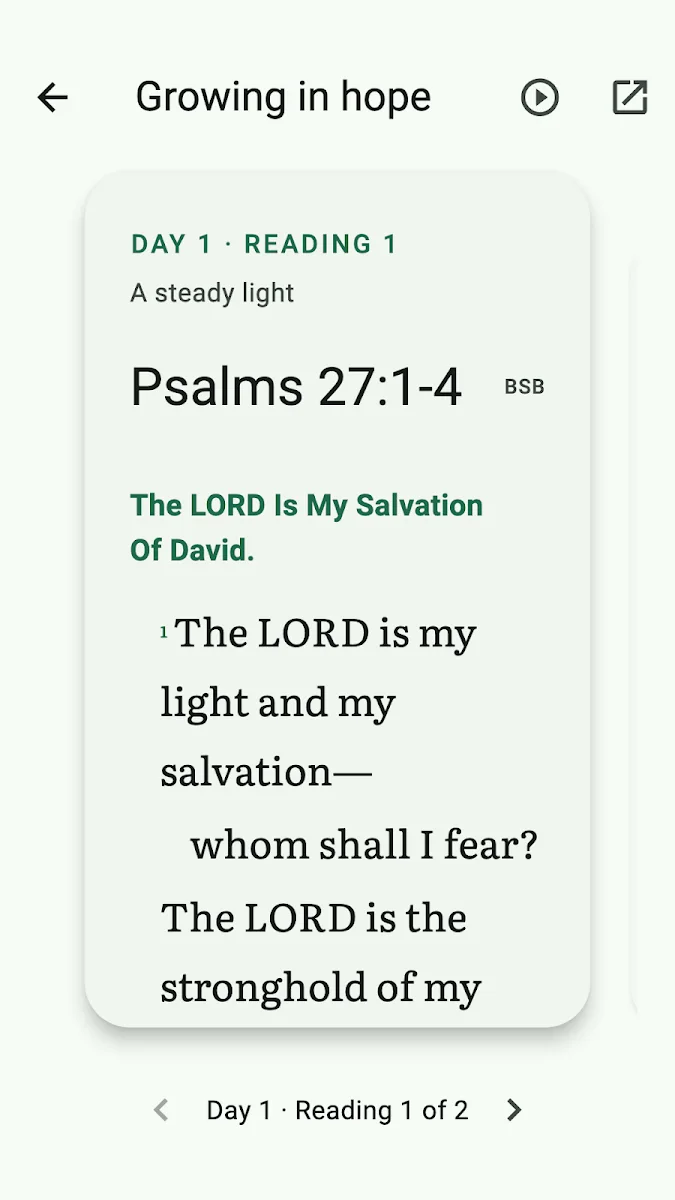 Growing in hope
DAY 1 · READING 1
A steady light
Psalms 27:1-4 BSB
The LORD Is My Salvation
Of David.
1 The LORD is my
light and my
salvation—
whom shall I fear?
The LORD is the
stronghold of my
Day 1 · Reading 1 of 2